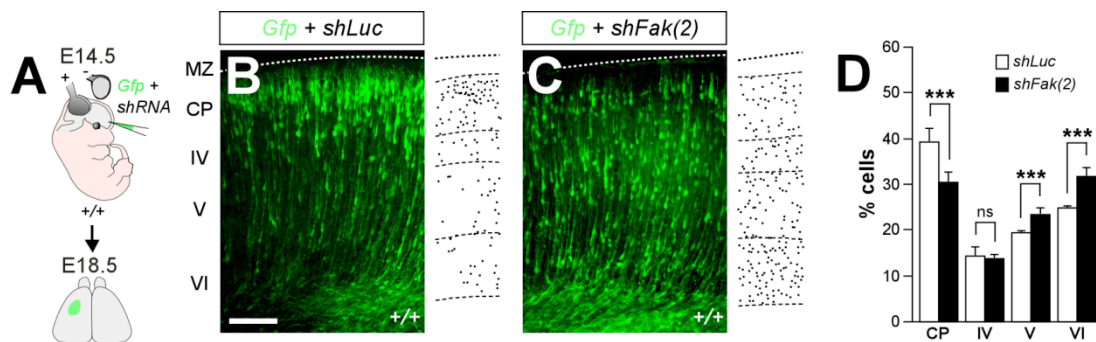 A
E14.5
+ -
Gfp +
shRNA
+/+
E18.5
Gfp + shLuc
B
MZ
CP
IV
V
VI
+/+
Gfp + shFak(2)
C
+/+
D
shLuc
shFak(2)
% cells
60
50
40
30
20
10
0
***
ns
***
***
CP IV V VI